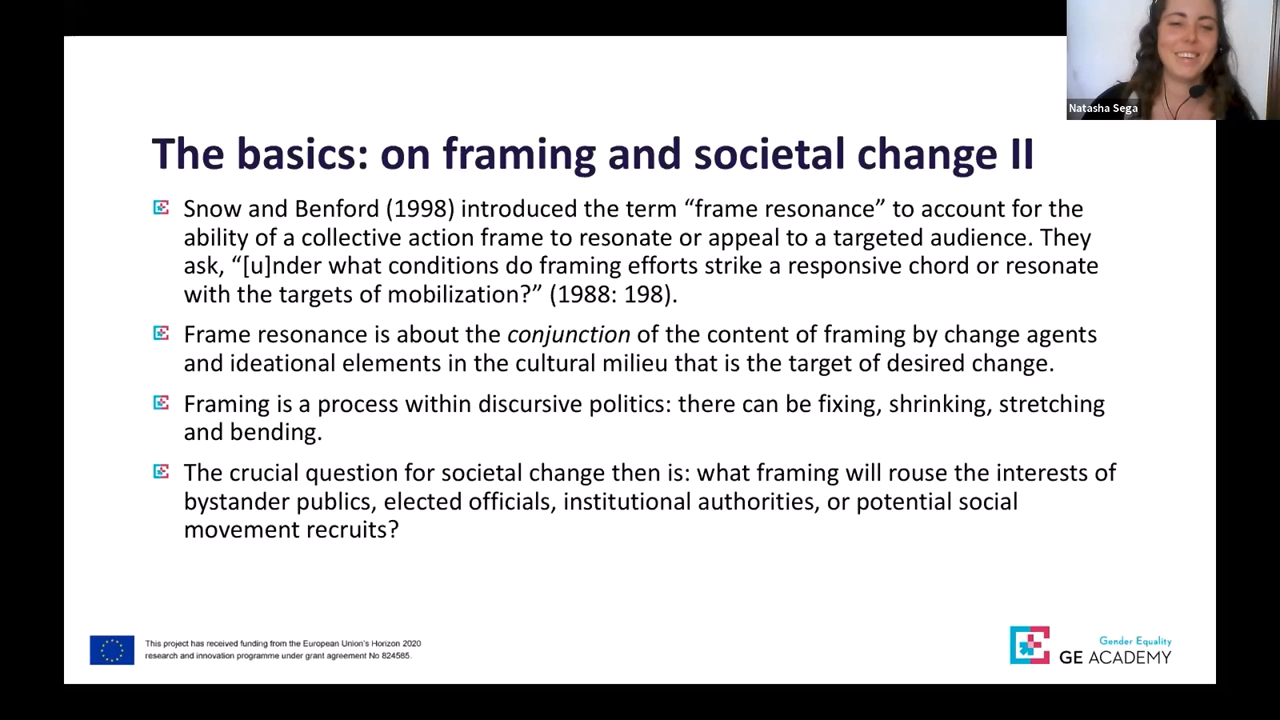 Natasha Sega
The basics: on framing and societal change II
Snow and Benford (1998) introduced the term “frame resonance” to account for the
ability of a collective action frame to resonate or appeal to a targeted audience. They
ask, “[u]nder what conditions do framing efforts strike a responsive chord or resonate
with the targets of mobilization?” (1988: 198).
Frame resonance is about the conjunction of the content of framing by change agents
and ideational elements in the cultural milieu that is the target of desired change.
Framing is a process within discursive politics: there can be fixing, shrinking, stretching
and bending.
The crucial question for societal change then is: what framing will rouse the interests of
bystander publics, elected officials, institutional authorities, or potential social
movement recruits?
This project has received funding from the European Union's Horizon 2020
research and innovation programme under grant agreement No 824585.
Gender Equality
GE ACADEMY